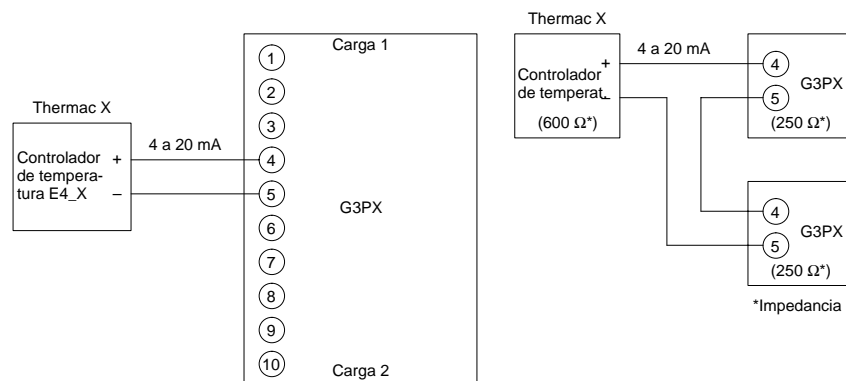 Thermac X
Controlador
de tempera-
tura E4_X
+
–
4 a 20 mA
Carga 1
1
2
3
4
5
6
7
8
9
10
G3PX
Carga 2
Thermac X
Controlador
de temperat.
+
–
(600 Ω*)
4 a 20 mA
4
5
G3PX
(250 Ω*)
4
5
G3PX
(250 Ω*)
*Impedancia